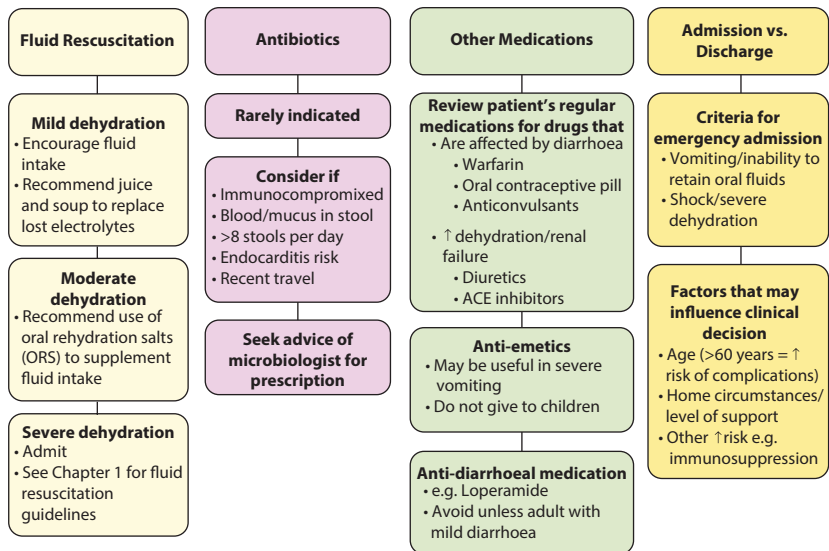 Fluid Rescuscitation
Mild dehydration
• Encourage fluid
intake
• Recommend juice
and soup to replace
lost electrolytes
Moderate
dehydration
• Recommend use of
oral rehydration salts
(ORS) to supplement
fluid intake
Severe dehydration
• Admit
• See Chapter 1 for fluid
resuscitation
guidelines
Antibiotics
Rarely indicated
Consider if
• Immunocompromised
• Blood/mucus in stool
• >8 stools per day
• Endocarditis risk
• Recent travel
Seek advice of
microbiologist for
prescription
Other Medications
Review patient's regular
medications for drugs that
• Are affected by diarrhoea
• Warfarin
• Oral contraceptive pill
• Anticonvulsants
• ↑ dehydration/renal
failure
• Diuretics
• ACE inhibitors
Anti-emetics
• May be useful in severe
vomiting
• Do not give to children
Anti-diarrhoeal medication
• e.g. Loperamide
• Avoid unless adult with
mild diarrhoea
Admission vs.
Discharge
Criteria for
emergency admission
• Vomiting/inability to
retain oral fluids
• Shock/severe
dehydration
Factors that may
influence clinical
decision
• Age (>60 years = ↑
risk of complications)
• Home circumstances/
level of support
• Other ↑risk e.g.
immunosuppression